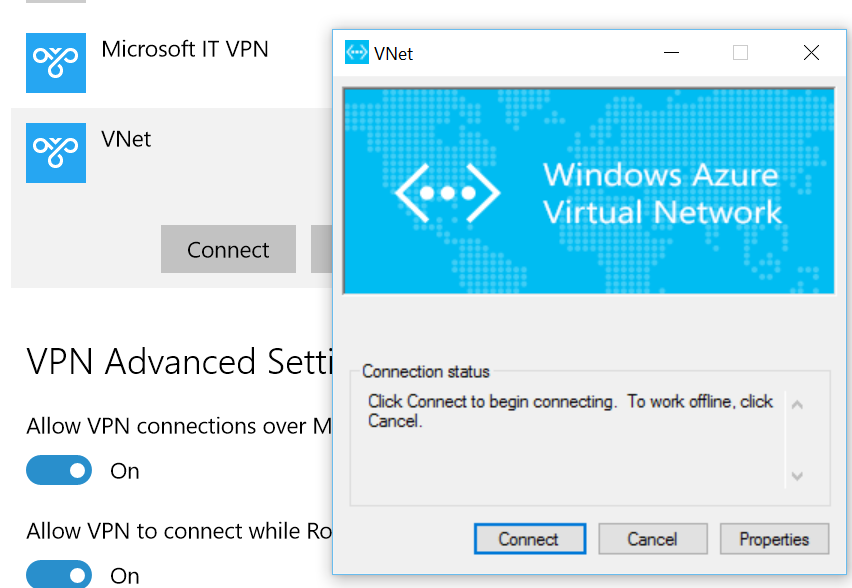 Microsoft IT VPN
VNet
Connect
VPN Advanced Setti
Allow VPN connections over M
On
Allow VPN to connect while Ro
On
VNet
Windows Azure
Virtual Network
Connection status
Click Connect to begin connecting. To work offline, click
Cancel.
Connect
Cancel
Properties